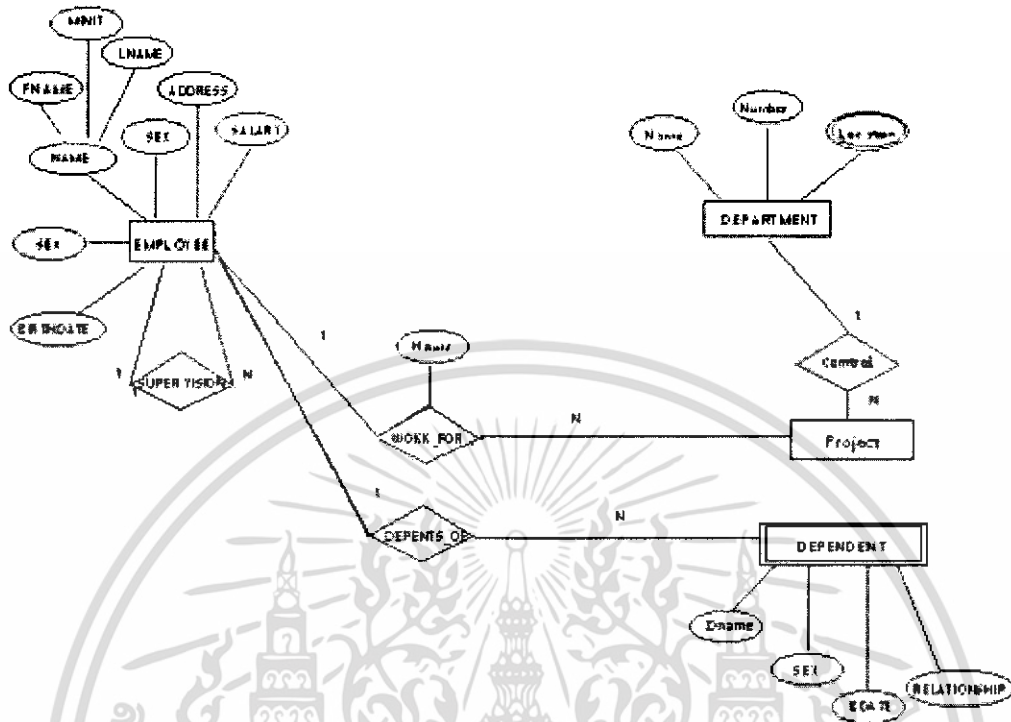 MINIT
LNAME
FNAME
ADDRESS
SEX
SALARY
NAME
Number
Name
Location
DEPARTMENT
SEX
EMPLOYEE
BIRTHDATE
1
SUPERVISION
N
1
Hours
WORK_FOR
N
1
Control
N
Project
1
DEPENTS_OF
N
DEPENDENT
Dname
SEX
BDATE
RELATIONSHIP